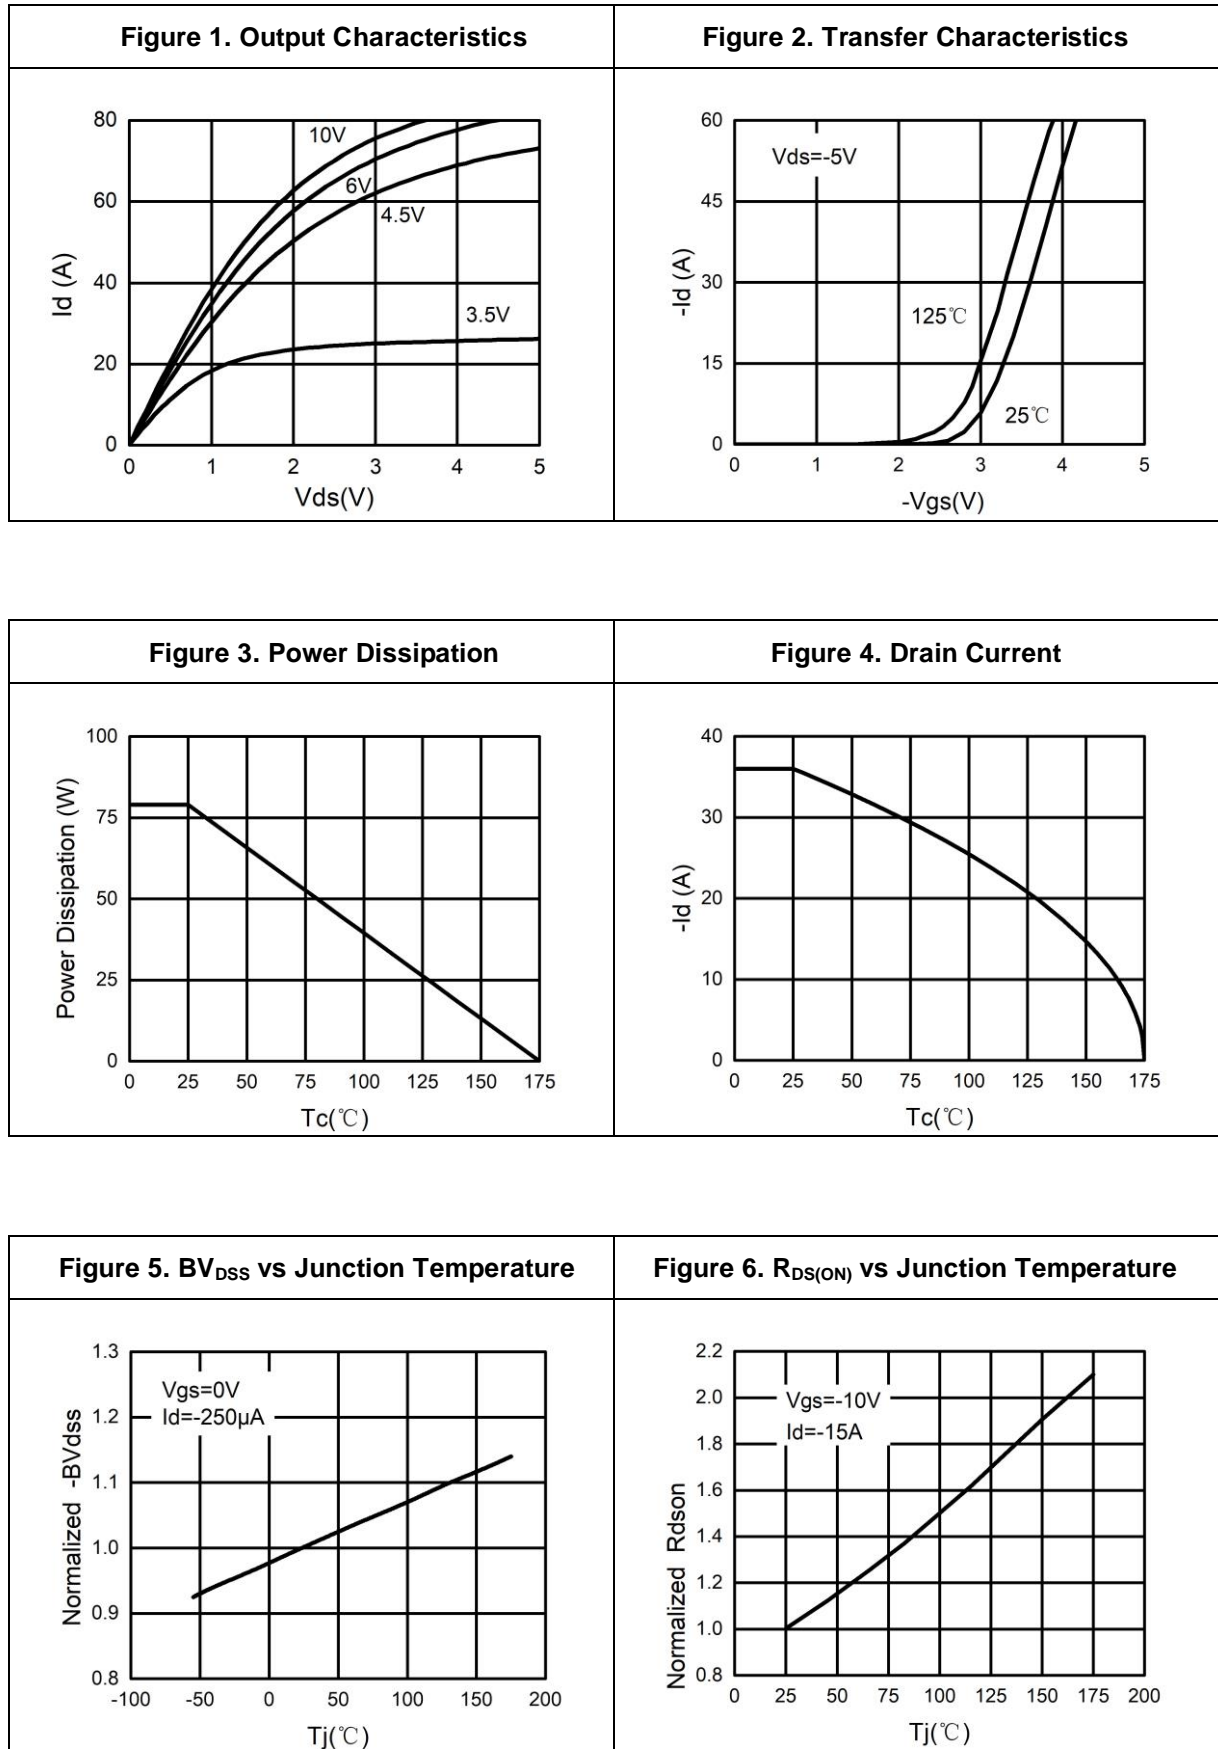 Figure 1. Output Characteristics
Figure 2. Transfer Characteristics
80
60
40
20
0
0 1 2 3 4 5
Id (A)
Vds(V)
10V
6V
4.5V
3.5V
60
45
30
15
0
0 1 2 3 4 5
-Id (A)
-Vgs(V)
Vds=-5V
125℃
25℃
Figure 3. Power Dissipation
Figure 4. Drain Current
100
75
50
25
0
0 25 50 75 100 125 150 175
Power Dissipation (W)
Tc(℃)
40
30
20
10
0
0 25 50 75 100 125 150 175
-Id (A)
Tc(℃)
Figure 5. BVDSS vs Junction Temperature
Figure 6. RDS(ON) vs Junction Temperature
1.3
1.2
1.1
1.0
0.9
0.8
-100 -50 0 50 100 150 200
Normalized -BVdss
Tj(℃)
Vgs=0V
Id=-250µA
2.2
2.0
1.8
1.6
1.4
1.2
1.0
0.8
0 25 50 75 100 125 150 175 200
Normalized Rdson
Tj(℃)
Vgs=-10V
Id=-15A